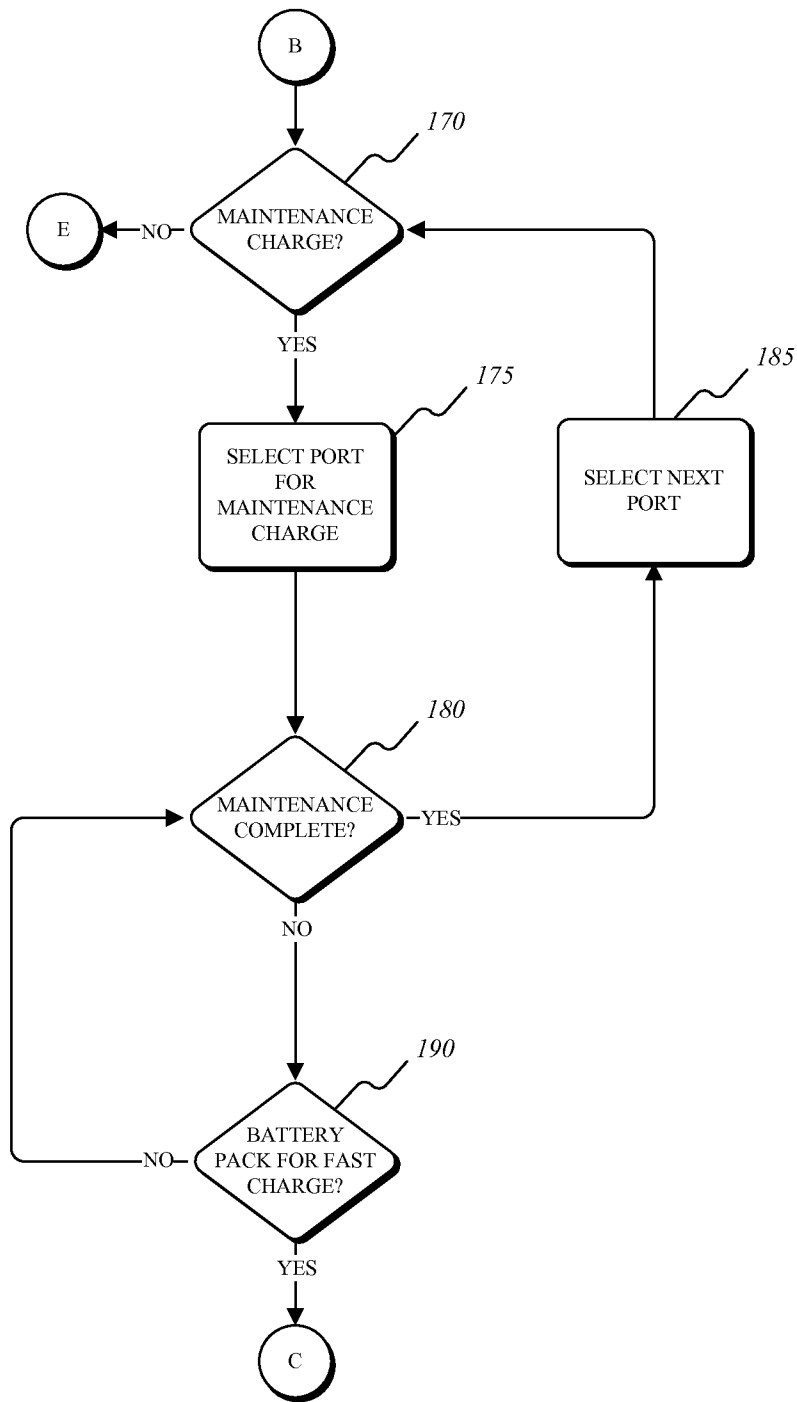 B
170
MAINTENANCE
CHARGE?
E
NO
YES
175
185
SELECT PORT
FOR
MAINTENANCE
CHARGE
SELECT NEXT
PORT
180
MAINTENANCE
COMPLETE?
YES
NO
190
BATTERY
PACK FOR FAST
CHARGE?
NO
YES
C